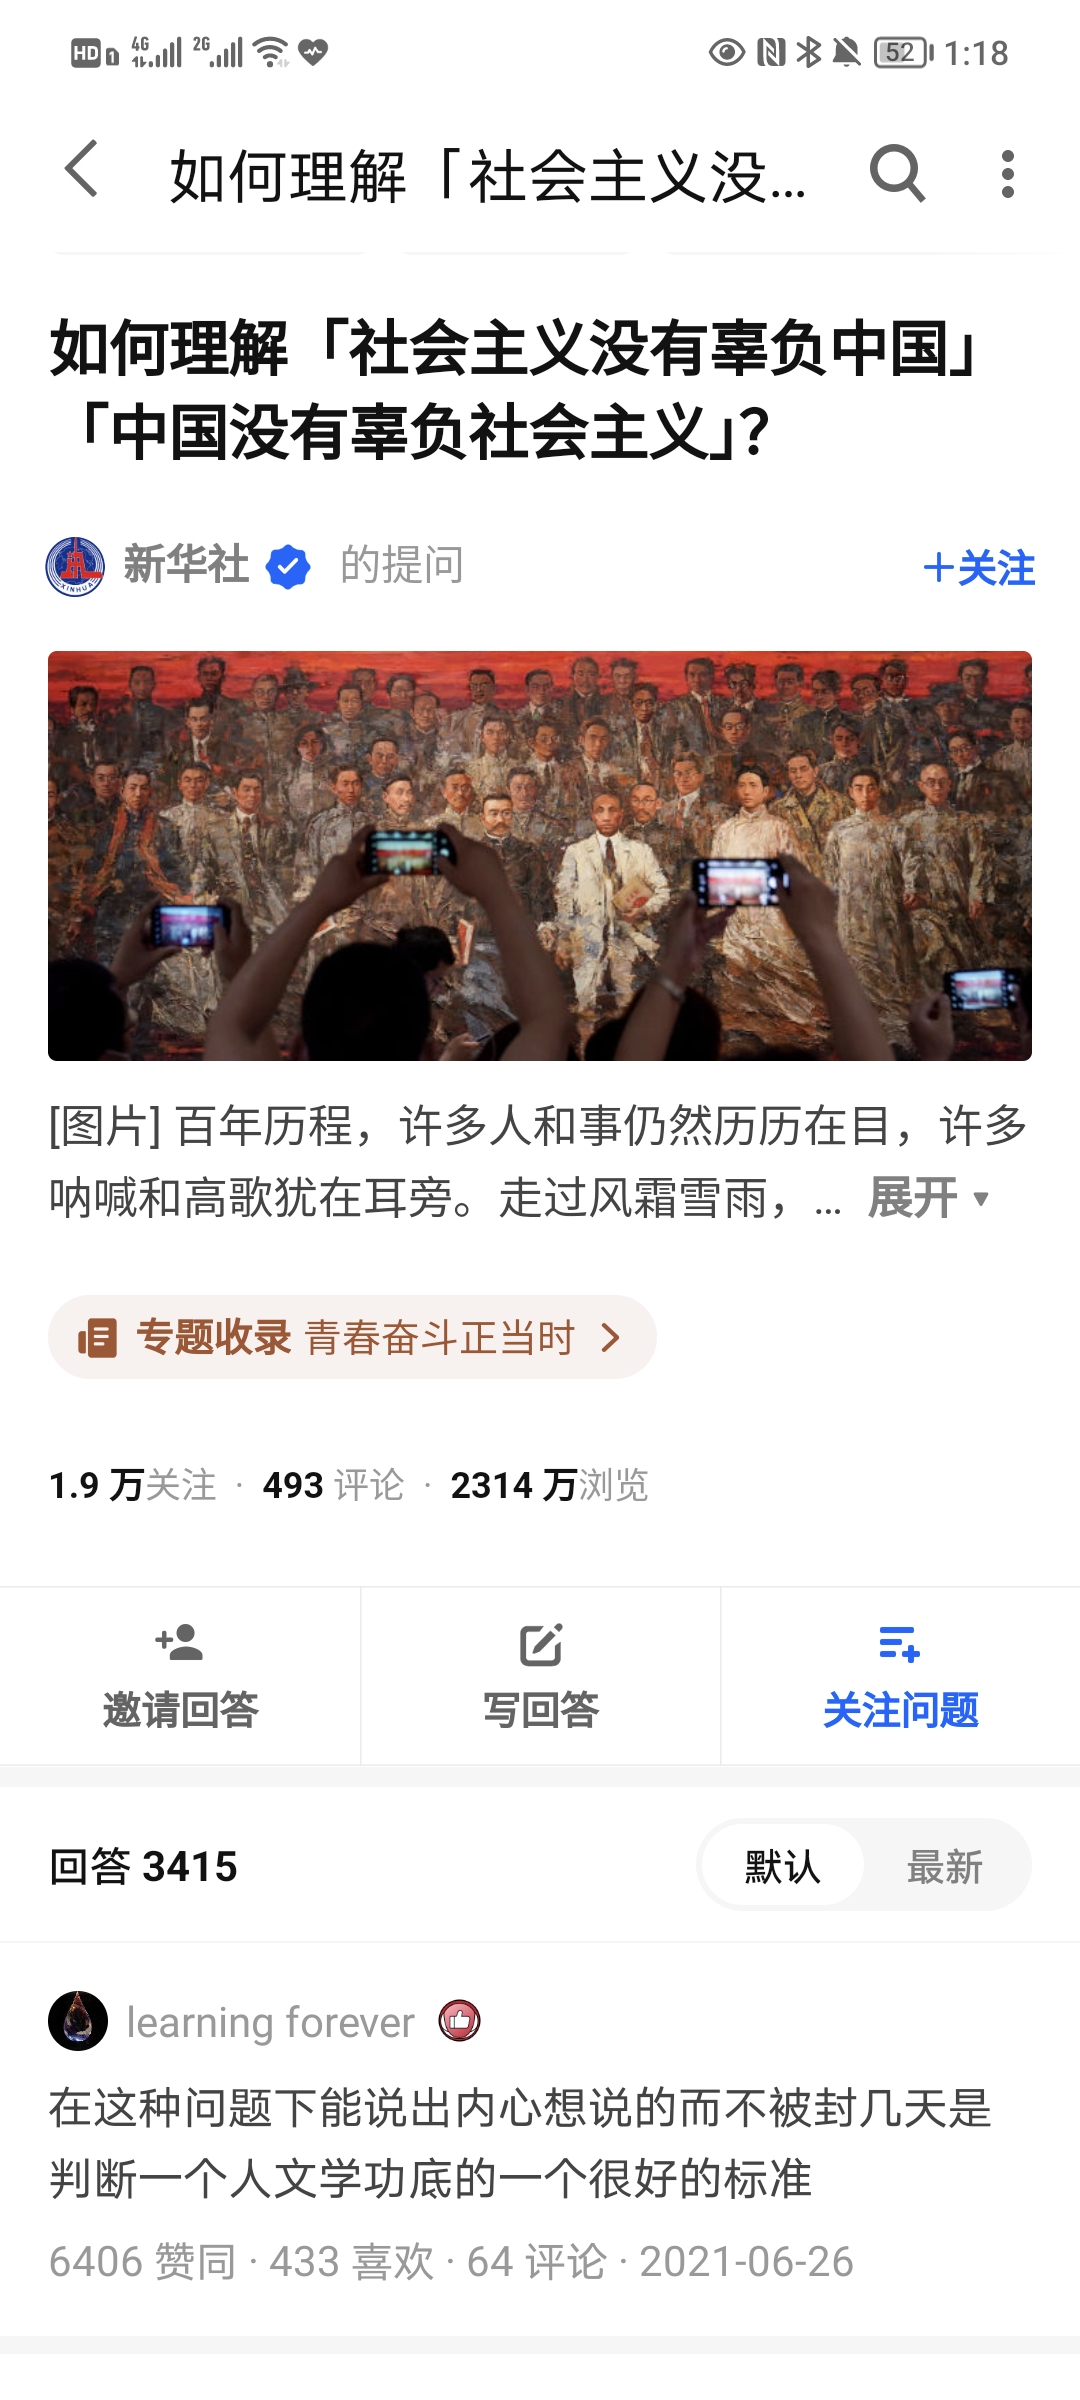 HD 1 4G 2G 52 1:18
如何理解「社会主义没...
如何理解「社会主义没有辜负中国」
「中国没有辜负社会主义」？
新华社 的提问 +关注
XINHUA
[图片] 百年历程，许多人和事仍然历历在目，许多
呐喊和高歌犹在耳旁。走过风霜雪雨，... 展开
专题收录 青春奋斗正当时
1.9 万关注 · 493 评论 · 2314 万浏览
邀请回答 写回答 关注问题
回答 3415 默认 最新
learning forever
在这种问题下能说出内心想说的而不被封几天是
判断一个人文学功底的一个很好的标准
6406 赞同 · 433 喜欢 · 64 评论 · 2021-06-26